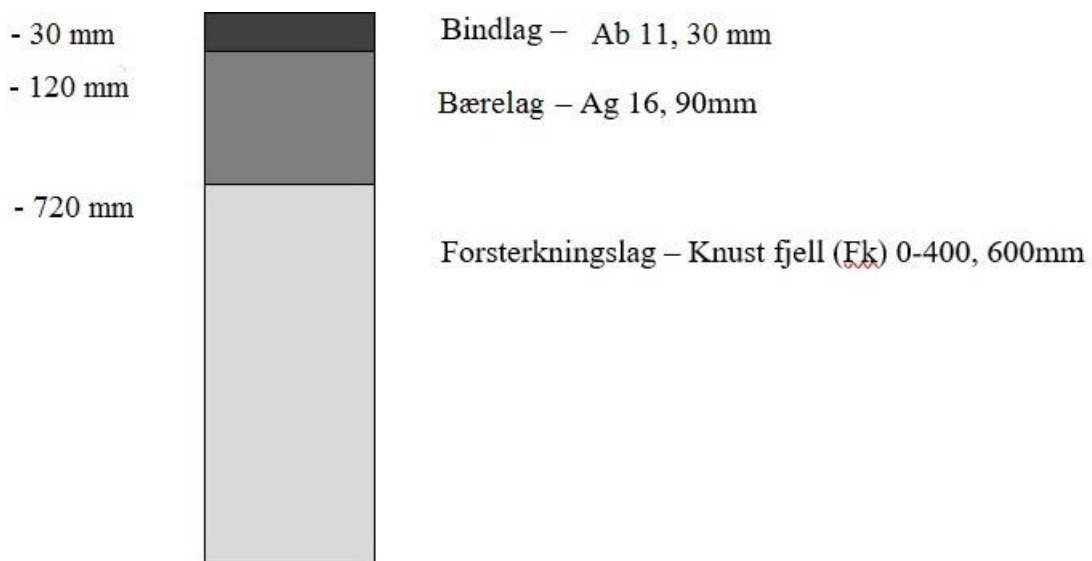 - 30 mm
Bindlag – Ab 11, 30 mm
- 120 mm
Bærelag – Ag 16, 90mm
- 720 mm
Forsterkningslag – Knust fjell (Fk) 0-400, 600mm